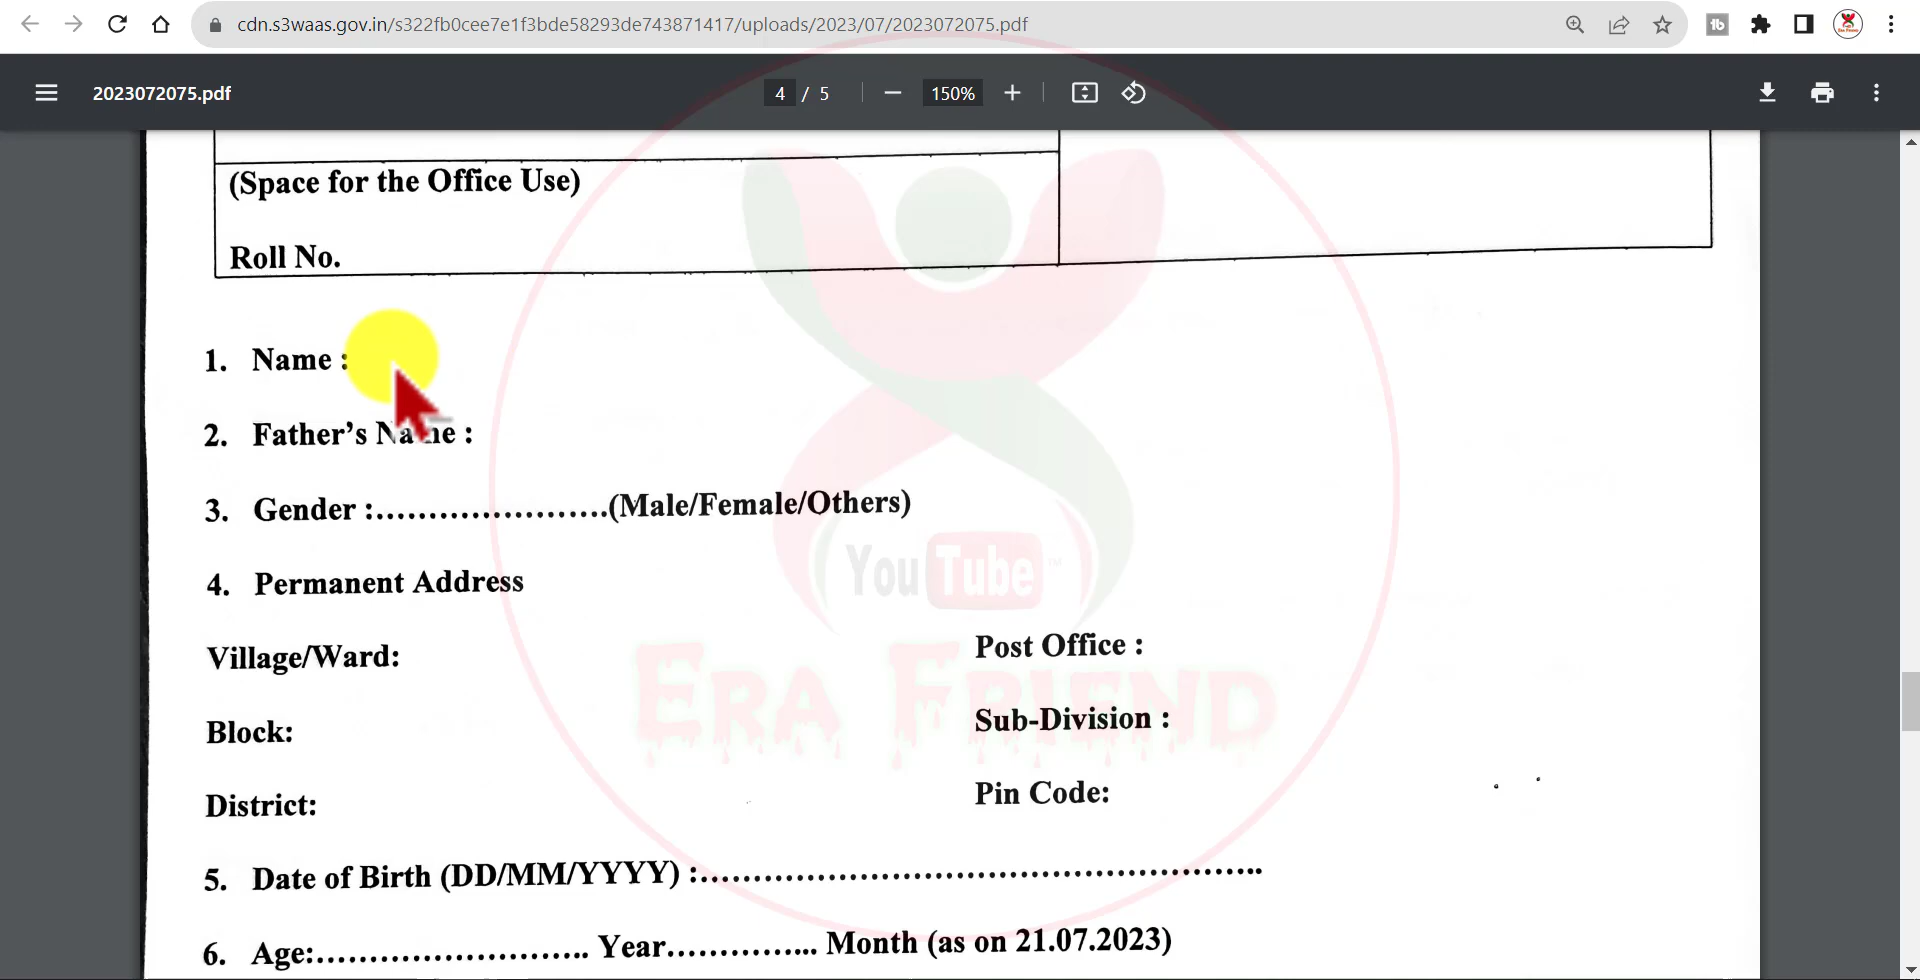 cdn.s3waas.gov.in/s322fb0cee7e1f3bde58293de743871417/uploads/2023/07/2023072075.pdf
2023072075.pdf
4 / 5
150%
(Space for the Office Use)
Roll No.
1. Name :
2. Father's Name :
3. Gender :......................(Male/Female/Others)
4. Permanent Address
Village/Ward:
Post Office :
Block:
Sub-Division :
District:
Pin Code:
5. Date of Birth (DD/MM/YYYY) :.....................................................
6. Age:.......................... Year.............. Month (as on 21.07.2023)
YouTube™
ERA FRIEND